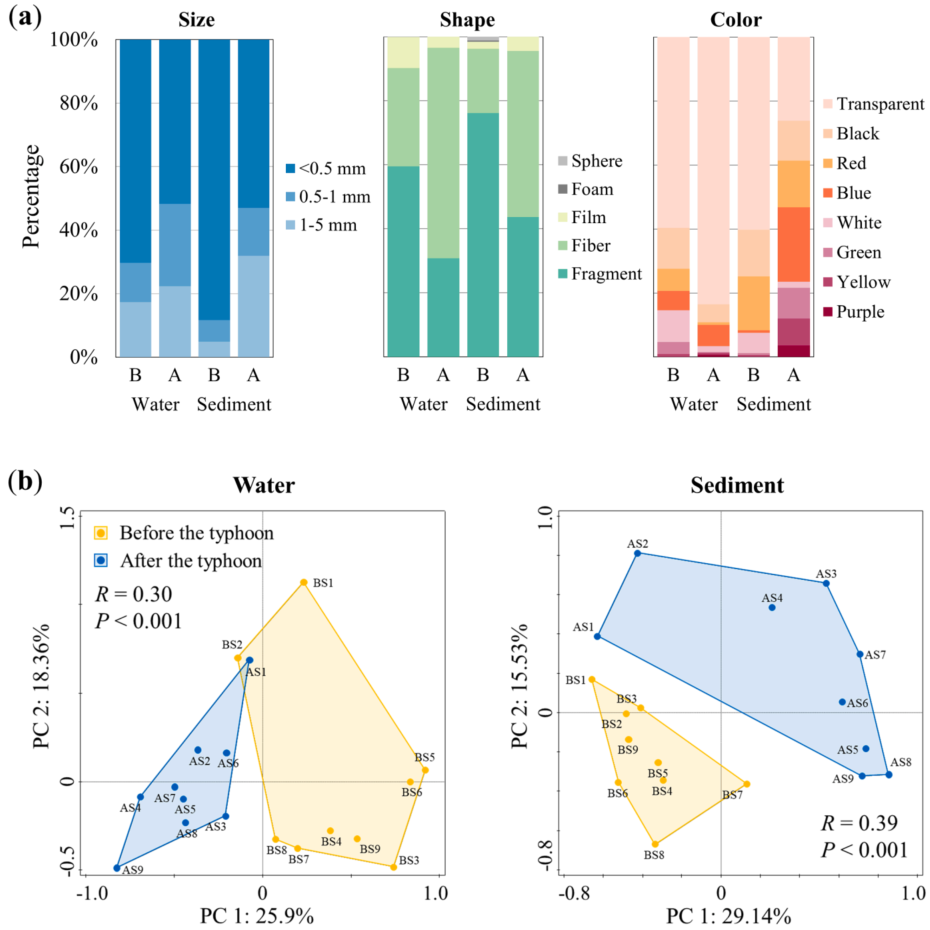 (a)
Size
Shape
Color
Percentage
100%
80%
60%
40%
20%
0%
<0.5 mm
0.5-1 mm
1-5 mm
Sphere
Foam
Film
Fiber
Fragment
Transparent
Black
Red
Blue
White
Green
Yellow
Purple
B A B A
Water Sediment
B A B A
Water Sediment
B A B A
Water Sediment
(b)
Water
Before the typhoon
After the typhoon
R = 0.30
P < 0.001
PC 2: 18.36%
1.5
0
-0.5
BS1
BS2
AS1
AS2
AS6
BS5
BS6
AS7
AS4
AS5
AS3
AS8
BS4
BS8
BS7
BS9
BS3
AS9
-1.0 0 1.0
PC 1: 25.9%
Sediment
PC 2: 15.53%
1.0
0
-0.8
AS2
AS3
AS4
AS1
AS7
BS1
BS3
AS6
BS2
BS9
AS5
BS5
AS8
BS6
BS4
BS7
AS9
BS8
R = 0.39
P < 0.001
-0.8 0 1.0
PC 1: 29.14%